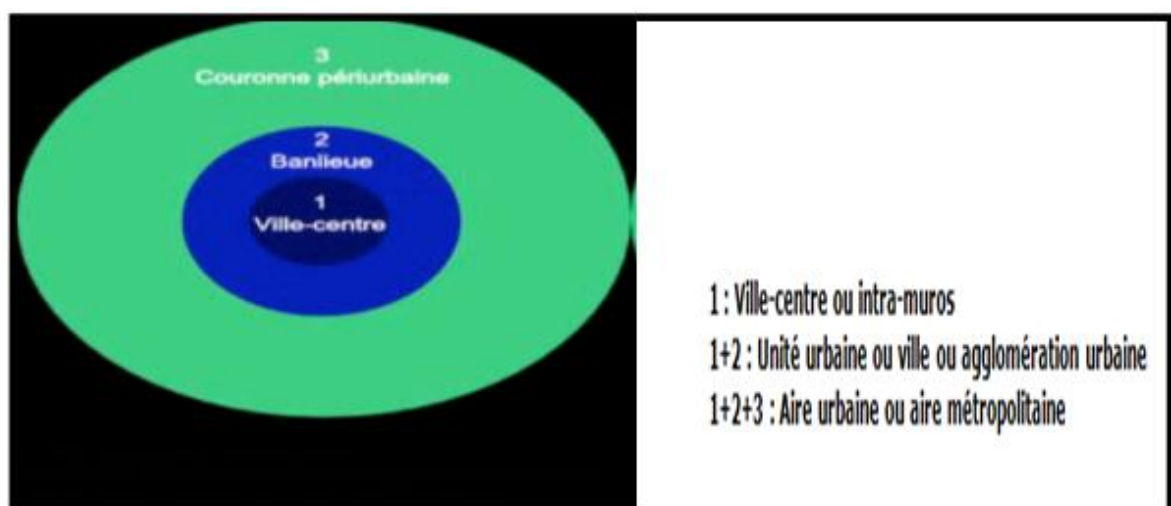 3
Couronne périurbaine
2
Banlieue
1
Ville-centre
1 : Ville-centre ou intra-muros
1+2 : Unité urbaine ou ville ou agglomération urbaine
1+2+3 : Aire urbaine ou aire métropolitaine